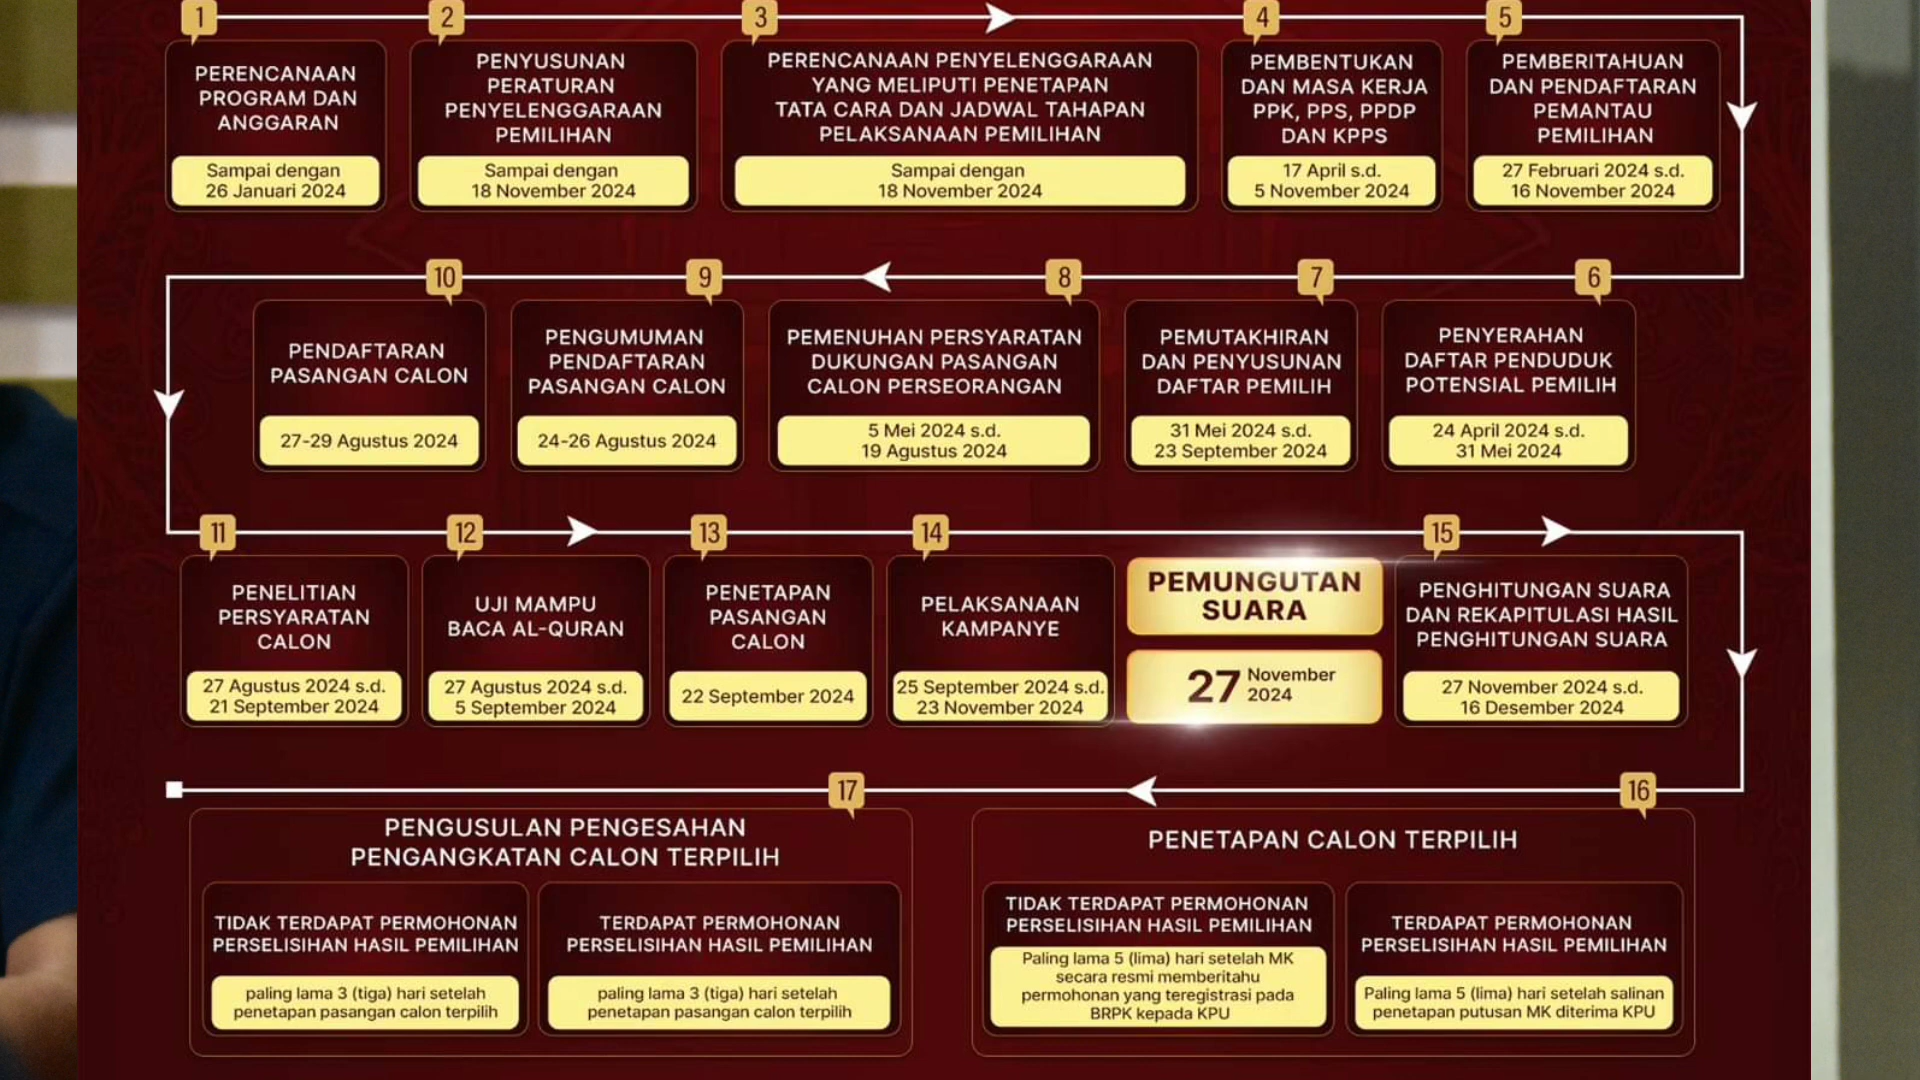 1
PERENCANAAN
PROGRAM DAN
ANGGARAN
Sampai dengan
26 Januari 2024
2
PENYUSUNAN
PERATURAN
PENYELENGGARAAN
PEMILIHAN
Sampai dengan
18 November 2024
3
PERENCANAAN PENYELENGGARAAN
YANG MELIPUTI PENETAPAN
TATA CARA DAN JADWAL TAHAPAN
PELAKSANAAN PEMILIHAN
Sampai dengan
18 November 2024
4
PEMBENTUKAN
DAN MASA KERJA
PPK, PPS, PPDP
DAN KPPS
17 April s.d.
5 November 2024
5
PEMBERITAHUAN
DAN PENDAFTARAN
PEMANTAU
PEMILIHAN
27 Februari 2024 s.d.
16 November 2024
6
PENYERAHAN
DAFTAR PENDUDUK
POTENSIAL PEMILIH
24 April 2024 s.d.
31 Mei 2024
7
PEMUTAKHIRAN
DAN PENYUSUNAN
DAFTAR PEMILIH
31 Mei 2024 s.d.
23 September 2024
8
PEMENUHAN PERSYARATAN
DUKUNGAN PASANGAN
CALON PERSEORANGAN
5 Mei 2024 s.d.
19 Agustus 2024
9
PENGUMUMAN
PENDAFTARAN
PASANGAN CALON
24-26 Agustus 2024
10
PENDAFTARAN
PASANGAN CALON
27-29 Agustus 2024
11
PENELITIAN
PERSYARATAN
CALON
27 Agustus 2024 s.d.
21 September 2024
12
UJI MAMPU
BACA AL-QURAN
27 Agustus 2024 s.d.
5 September 2024
13
PENETAPAN
PASANGAN
CALON
22 September 2024
14
PELAKSANAAN
KAMPANYE
25 September 2024 s.d.
23 November 2024
PEMUNGUTAN
SUARA
27 November
2024
15
PENGHITUNGAN SUARA
DAN REKAPITULASI HASIL
PENGHITUNGAN SUARA
27 November 2024 s.d.
16 Desember 2024
16
PENETAPAN CALON TERPILIH
TIDAK TERDAPAT PERMOHONAN
PERSELISIHAN HASIL PEMILIHAN
Paling lama 5 (lima) hari setelah MK
secara resmi memberitahu
permohonan yang teregistrasi pada
BRPK kepada KPU
TERDAPAT PERMOHONAN
PERSELISIHAN HASIL PEMILIHAN
Paling lama 5 (lima) hari setelah salinan
penetapan putusan MK diterima KPU
17
PENGUSULAN PENGESAHAN
PENGANGKATAN CALON TERPILIH
TIDAK TERDAPAT PERMOHONAN
PERSELISIHAN HASIL PEMILIHAN
paling lama 3 (tiga) hari setelah
penetapan pasangan calon terpilih
TERDAPAT PERMOHONAN
PERSELISIHAN HASIL PEMILIHAN
paling lama 3 (tiga) hari setelah
penetapan pasangan calon terpilih